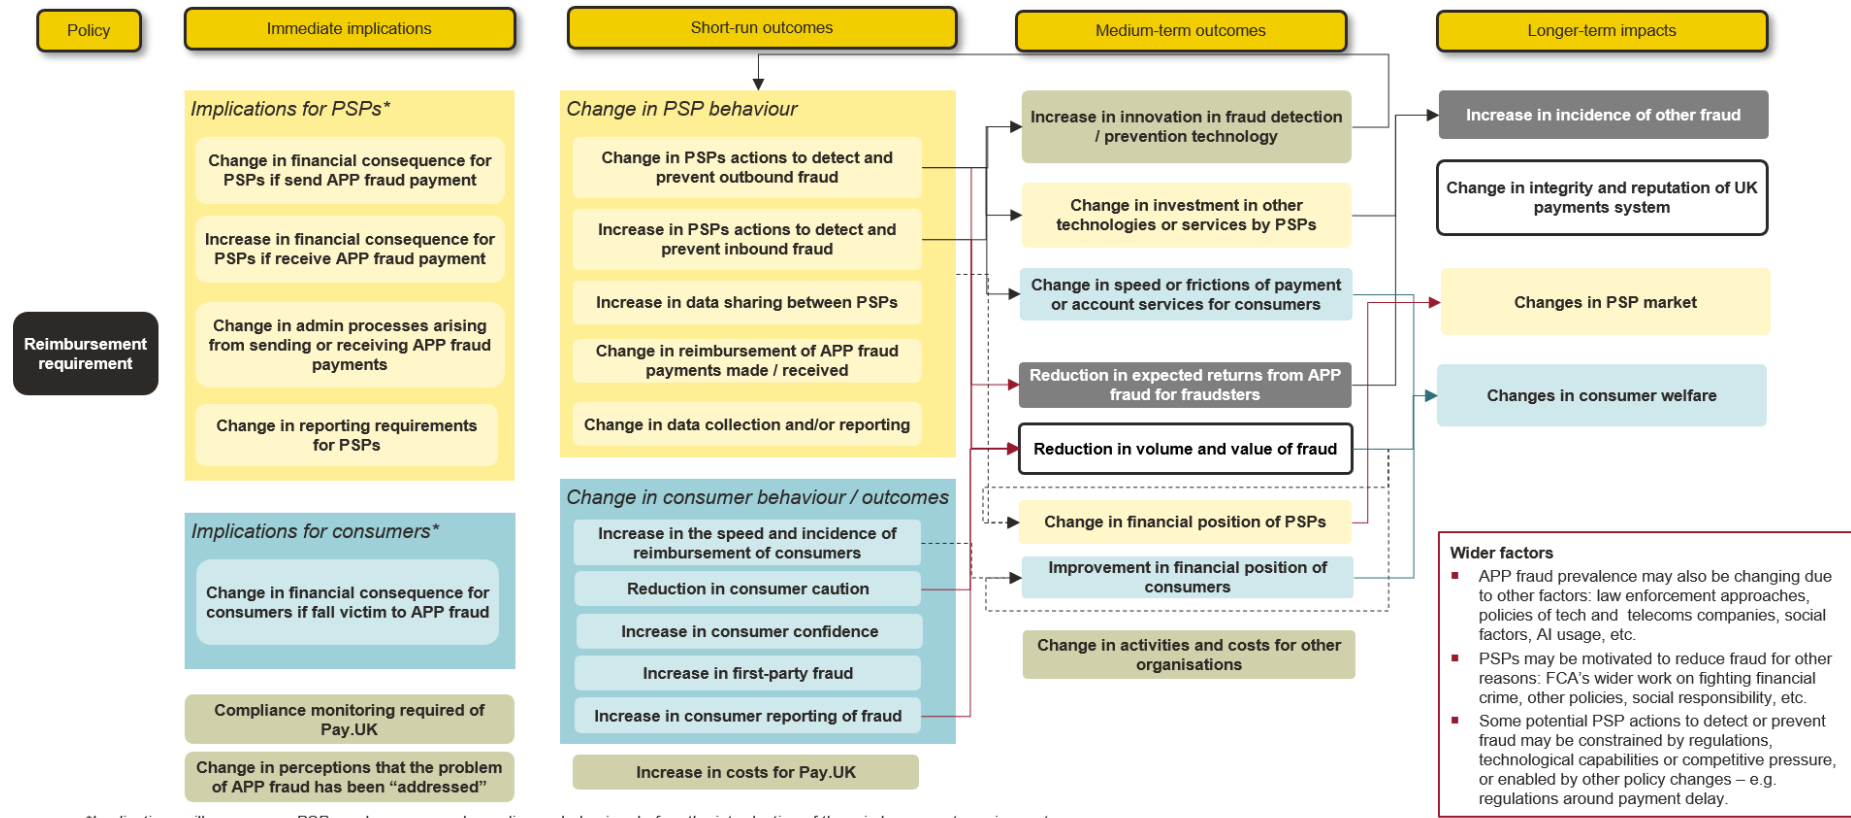 Policy
Immediate implications
Short-run outcomes
Medium-term outcomes
Longer-term impacts
Implications for PSPs*
Change in financial consequence for
PSPs if send APP fraud payment
Increase in financial consequence for
PSPs if receive APP fraud payment
Change in admin processes arising
from sending or receiving APP fraud
payments
Change in reporting requirements
for PSPs
Reimbursement
requirement
Implications for consumers*
Change in financial consequence for
consumers if fall victim to APP fraud
Compliance monitoring required of
Pay.UK
Change in perceptions that the problem
of APP fraud has been “addressed”
Change in PSP behaviour
Change in PSPs actions to detect and
prevent outbound fraud
Increase in PSPs actions to detect and
prevent inbound fraud
Increase in data sharing between PSPs
Change in reimbursement of APP fraud
payments made / received
Change in data collection and/or reporting
Change in consumer behaviour / outcomes
Increase in the speed and incidence of
reimbursement of consumers
Reduction in consumer caution
Increase in consumer confidence
Increase in first-party fraud
Increase in consumer reporting of fraud
Increase in costs for Pay.UK
Increase in innovation in fraud detection
/ prevention technology
Change in investment in other
technologies or services by PSPs
Change in speed or frictions of payment
or account services for consumers
Reduction in expected returns from APP
fraud for fraudsters
Reduction in volume and value of fraud
Change in financial position of PSPs
Improvement in financial position of
consumers
Change in activities and costs for other
organisations
Increase in incidence of other fraud
Change in integrity and reputation of UK
payments system
Changes in PSP market
Changes in consumer welfare
Wider factors
APP fraud prevalence may also be changing due
to other factors: law enforcement approaches,
policies of tech and telecoms companies, social
factors, AI usage, etc.
PSPs may be motivated to reduce fraud for other
reasons: FCA’s wider work on fighting financial
crime, other policies, social responsibility, etc.
Some potential PSP actions to detect or prevent
fraud may be constrained by regulations,
technological capabilities or competitive pressure,
or enabled by other policy changes – e.g.
regulations around payment delay.